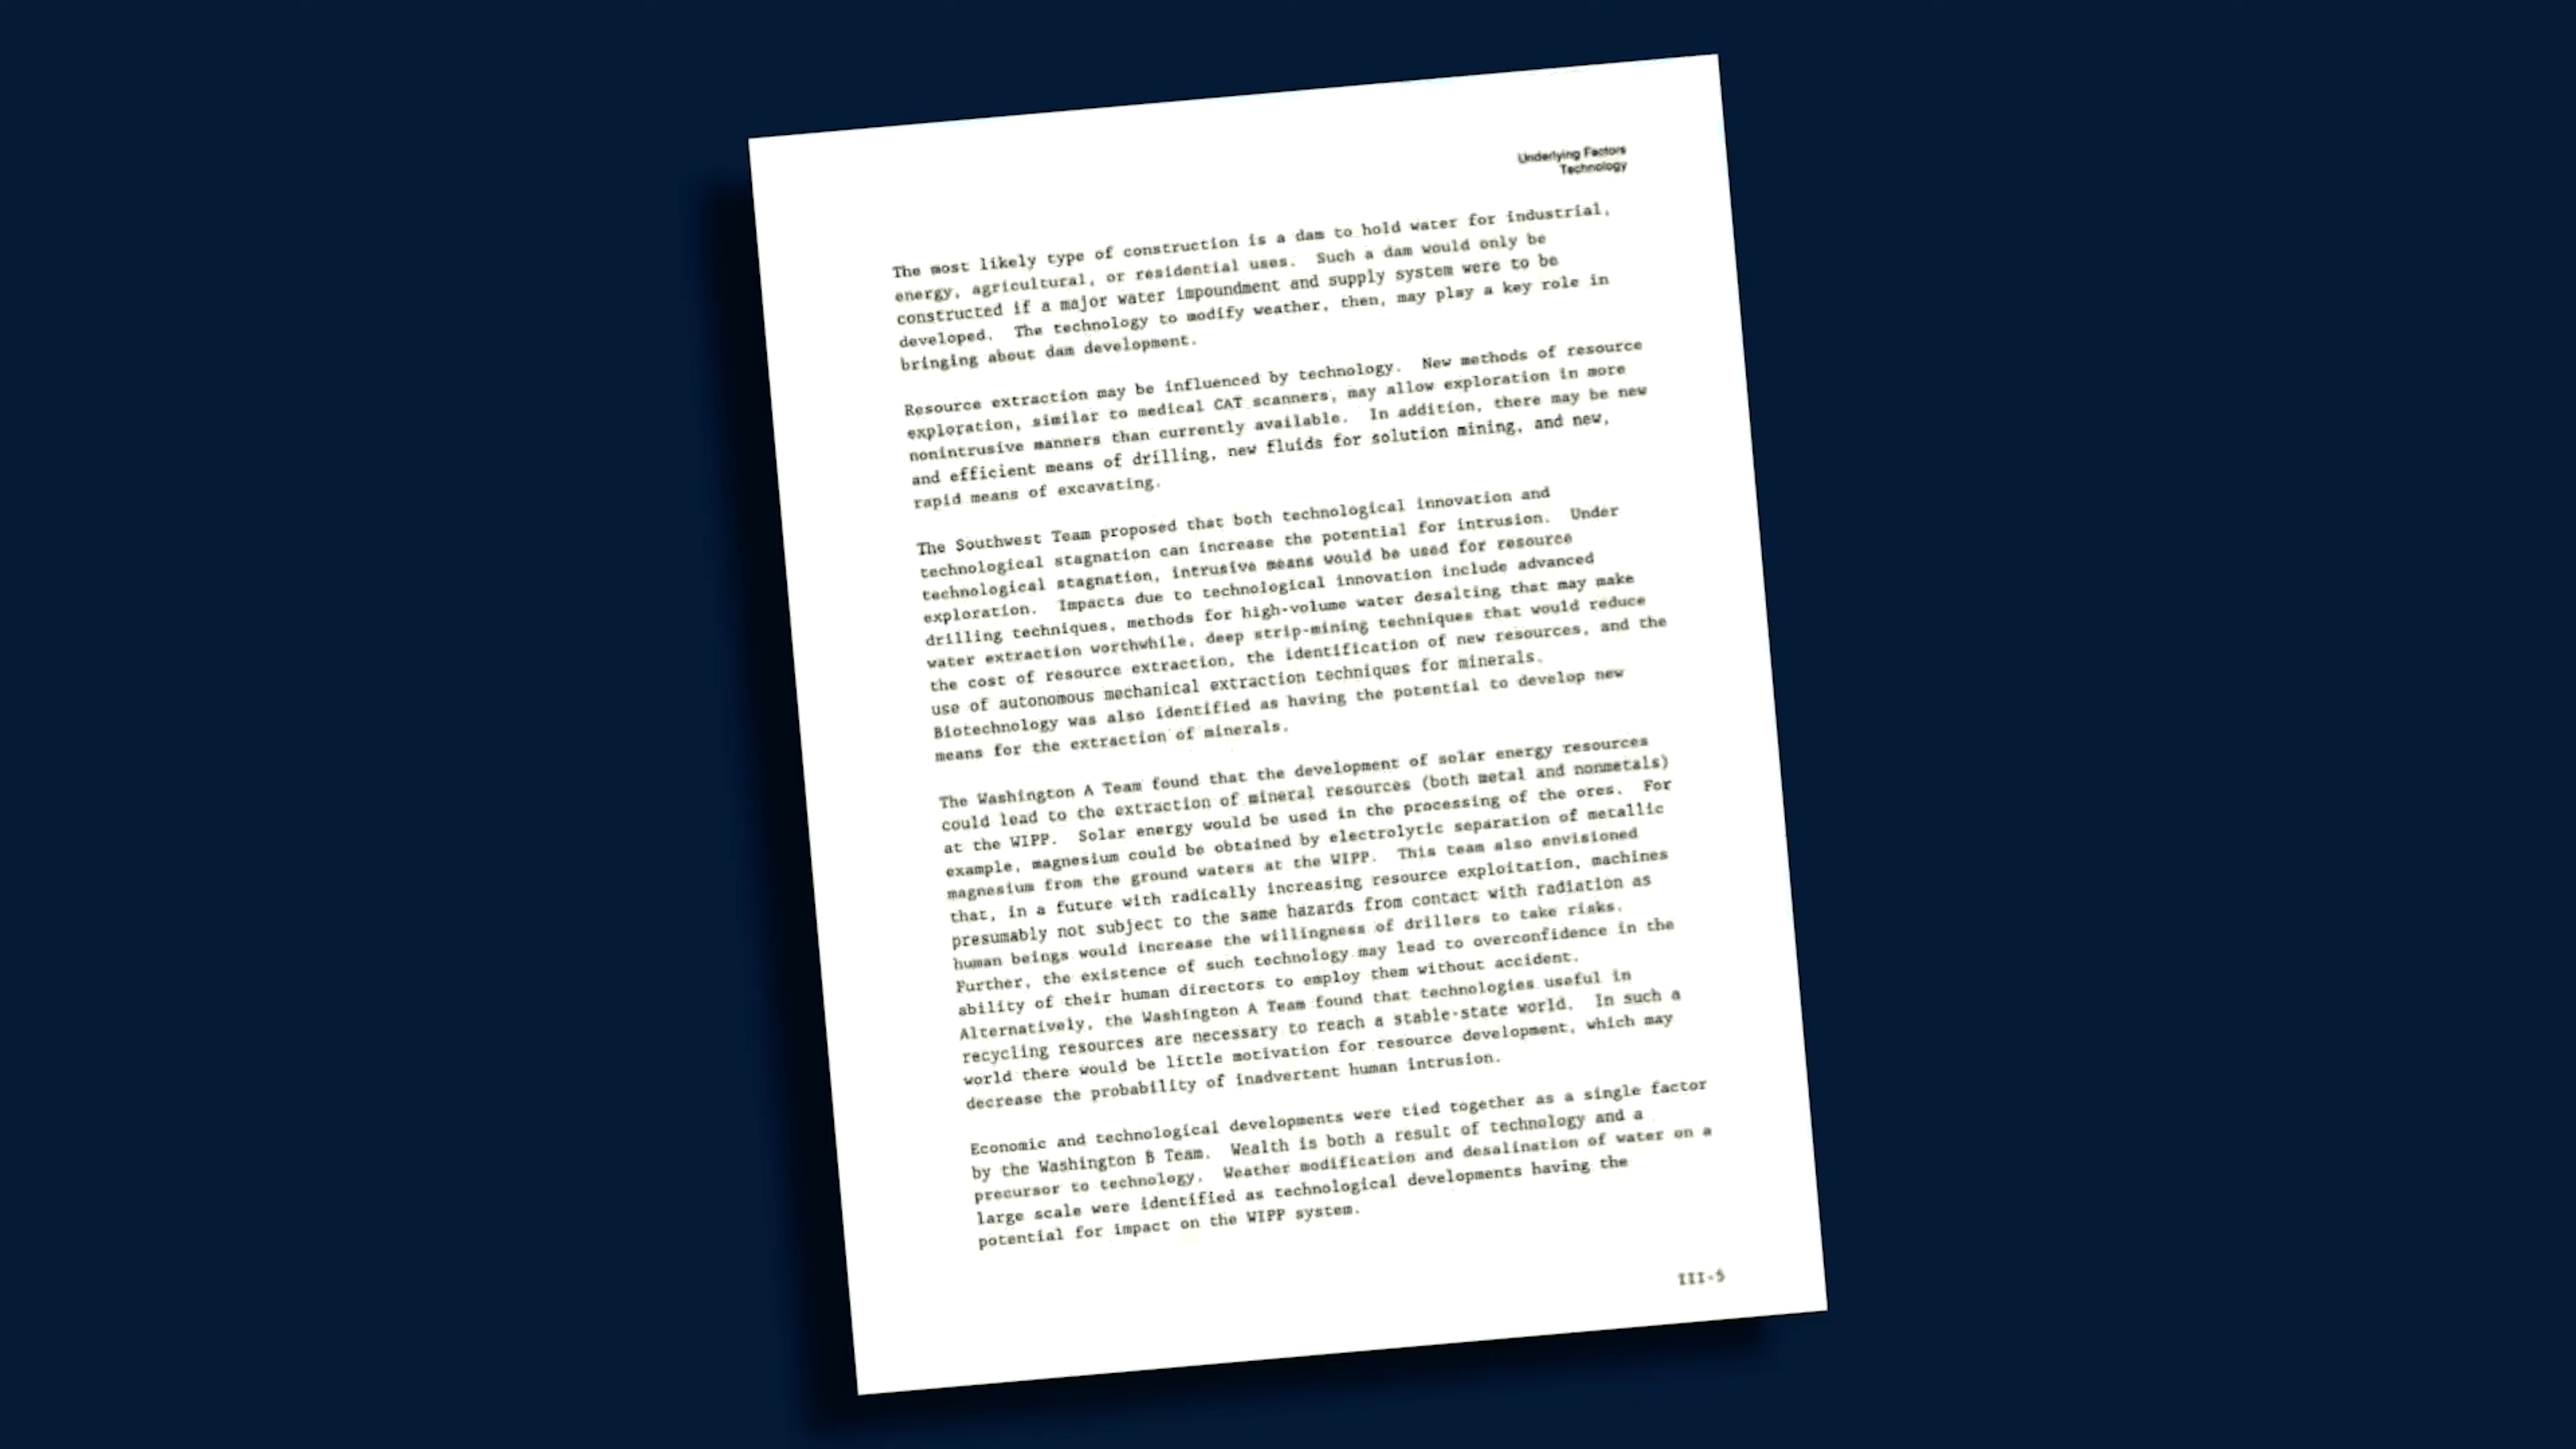 Underlying Factors
Technology
The most likely type of construction is a dam to hold water for industrial,
energy, agricultural, or residential uses. Such a dam would only be
constructed if a major water impoundment and supply system were to be
developed. The technology to modify weather, then, may play a key role in
bringing about dam development.
Resource extraction may be influenced by technology. New methods of resource
exploration, similar to medical CAT scanners, may allow exploration in more
nonintrusive manners than currently available. In addition, there may be new
and efficient means of drilling, new fluids for solution mining, and new,
rapid means of excavating.
The Southwest Team proposed that both technological innovation and
technological stagnation can increase the potential for intrusion. Under
technological stagnation, intrusive means would be used for resource
exploration. Impacts due to technological innovation include advanced
drilling techniques, methods for high-volume water desalting that may make
water extraction worthwhile, deep strip-mining techniques that would reduce
the cost of resource extraction, the identification of new resources, and the
use of autonomous mechanical extraction techniques for minerals.
Biotechnology was also identified as having the potential to develop new
means for the extraction of minerals.
The Washington A Team found that the development of solar energy resources
could lead to the extraction of mineral resources (both metal and nonmetals)
at the WIPP. Solar energy would be used in the processing of the ores. For
example, magnesium could be obtained by electrolytic separation of metallic
magnesium from the ground waters at the WIPP. This team also envisioned
that, in a future with radically increasing resource exploitation, machines
presumably not subject to the same hazards from contact with radiation as
human beings would increase the willingness of drillers to take risks.
Further, the existence of such technology may lead to overconfidence in the
ability of their human directors to employ them without accident.
Alternatively, the Washington A Team found that technologies useful in
recycling resources are necessary to reach a stable-state world. In such a
world there would be little motivation for resource development, which may
decrease the probability of inadvertent human intrusion.
Economic and technological developments were tied together as a single factor
by the Washington B Team. Wealth is both a result of technology and a
precursor to technology. Weather modification and desalination of water on a
large scale were identified as technological developments having the
potential for impact on the WIPP system.
III-5